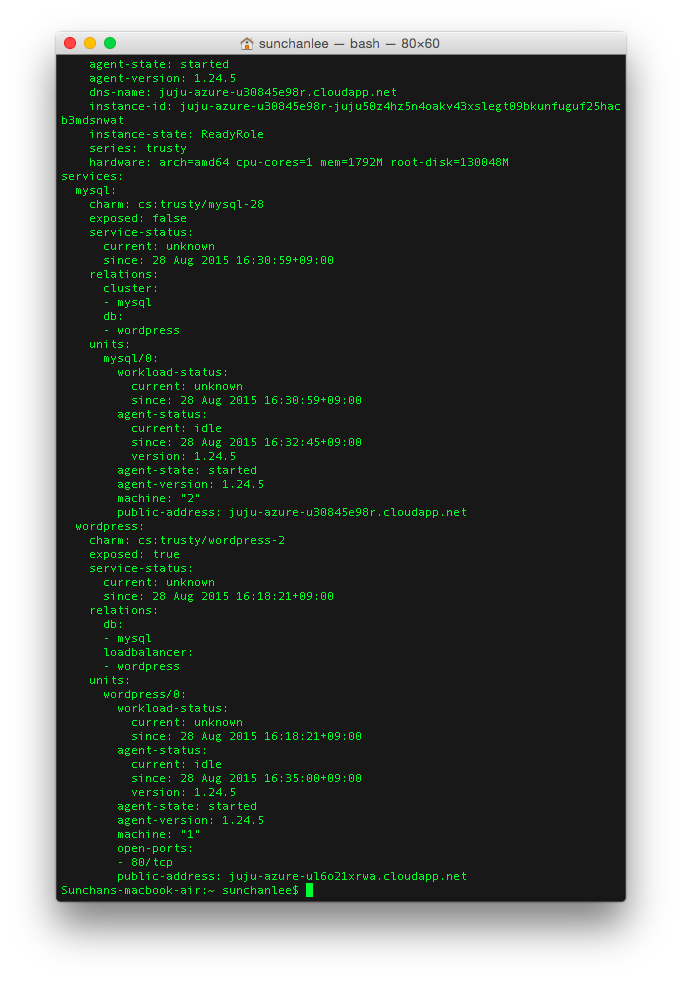 sunchanlee — bash — 80×60
agent-state: started
agent-version: 1.24.5
dns-name: juju-azure-u30845e98r.cloudapp.net
instance-id: juju-azure-u30845e98r-juju50z4hz5n4oakv43xslegt09bkunfuguf25hac
b3mdsnwat
instance-state: ReadyRole
series: trusty
hardware: arch=amd64 cpu-cores=1 mem=1792M root-disk=130048M
services:
mysql:
charm: cs:trusty/mysql-28
exposed: false
service-status:
current: unknown
since: 28 Aug 2015 16:30:59+09:00
relations:
cluster:
- mysql
db:
- wordpress
units:
mysql/0:
workload-status:
current: unknown
since: 28 Aug 2015 16:30:59+09:00
agent-status:
current: idle
since: 28 Aug 2015 16:32:45+09:00
version: 1.24.5
agent-state: started
agent-version: 1.24.5
machine: "2"
public-address: juju-azure-u30845e98r.cloudapp.net
wordpress:
charm: cs:trusty/wordpress-2
exposed: true
service-status:
current: unknown
since: 28 Aug 2015 16:18:21+09:00
relations:
db:
- mysql
loadbalancer:
- wordpress
units:
wordpress/0:
workload-status:
current: unknown
since: 28 Aug 2015 16:18:21+09:00
agent-status:
current: idle
since: 28 Aug 2015 16:35:00+09:00
version: 1.24.5
agent-state: started
agent-version: 1.24.5
machine: "1"
open-ports:
- 80/tcp
public-address: juju-azure-ul6o21xrwa.cloudapp.net
Sunchans-macbook-air:~ sunchanlee$